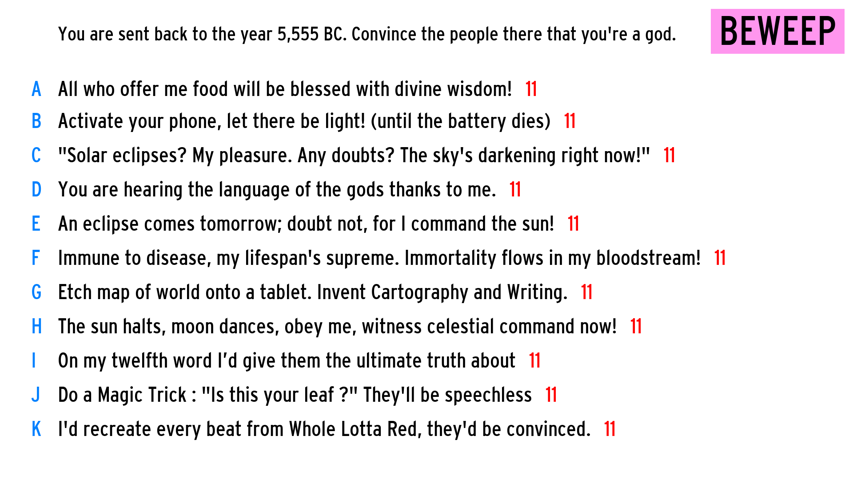 You are sent back to the year 5,555 BC. Convince the people there that you're a god.
BEWEEP
A All who offer me food will be blessed with divine wisdom! 11
B Activate your phone, let there be light! (until the battery dies) 11
C "Solar eclipses? My pleasure. Any doubts? The sky's darkening right now!" 11
D You are hearing the language of the gods thanks to me. 11
E An eclipse comes tomorrow; doubt not, for I command the sun! 11
F Immune to disease, my lifespan's supreme. Immortality flows in my bloodstream! 11
G Etch map of world onto a tablet. Invent Cartography and Writing. 11
H The sun halts, moon dances, obey me, witness celestial command now! 11
I On my twelfth word I'd give them the ultimate truth about 11
J Do a Magic Trick : "Is this your leaf ?" They'll be speechless 11
K I'd recreate every beat from Whole Lotta Red, they'd be convinced. 11